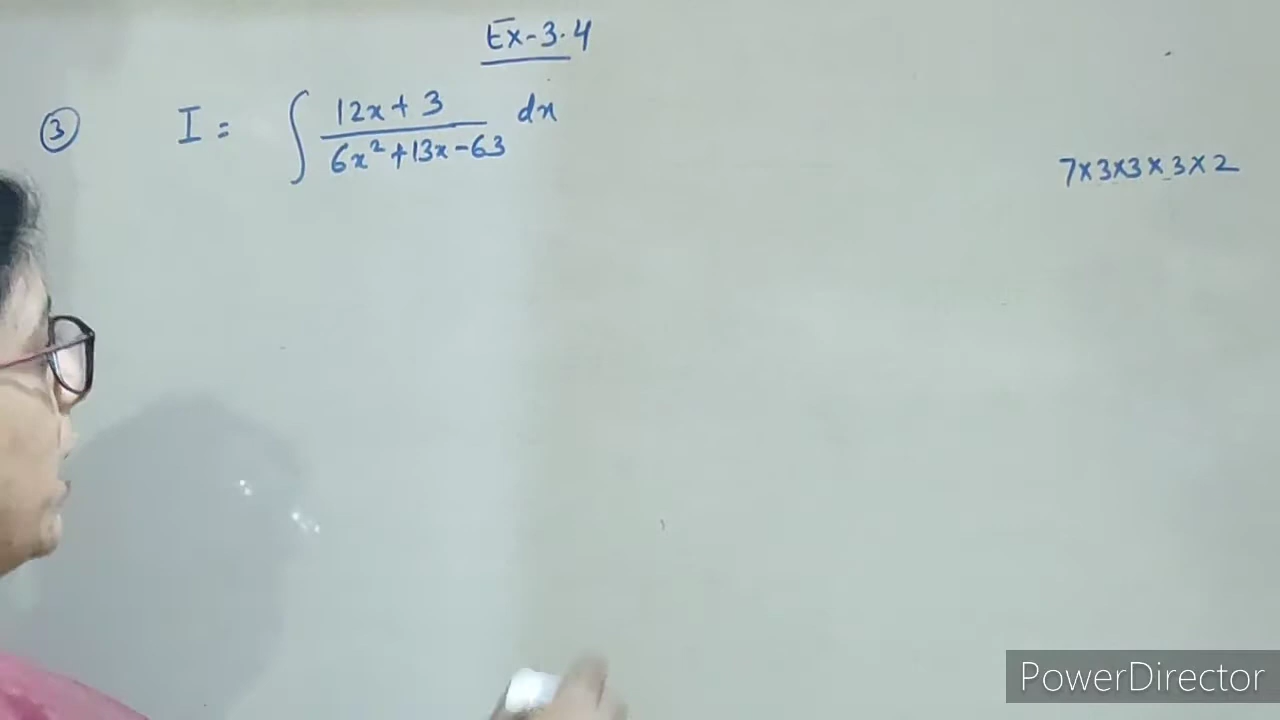 Ex-3.4
③ I = ∫ (12x + 3)/(6x² + 13x - 63) dx
7×3×3×3×2
PowerDirector